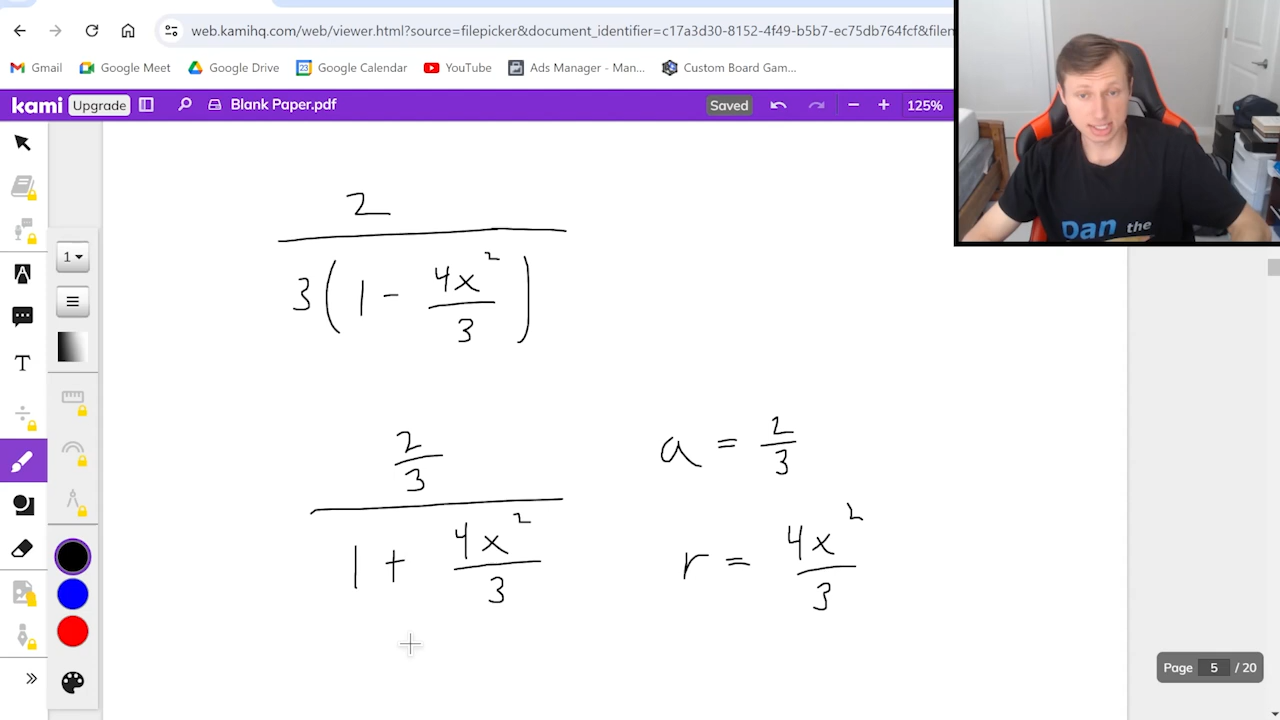 web.kamihq.com/web/viewer.html?source=filepicker&document_identifier=c17a3d30-8152-4f49-b5b7-ec75db764fcf&filen
Gmail Google Meet Google Drive 23 Google Calendar YouTube Ads Manager - Man... Custom Board Gam...
kami Upgrade Blank Paper.pdf Saved 125%
Dan the
2
3(1 - 4x²/3)
1
A
T
2/3
1 + 4x²/3
a = 2/3
r = 4x²/3
Page 5 / 20